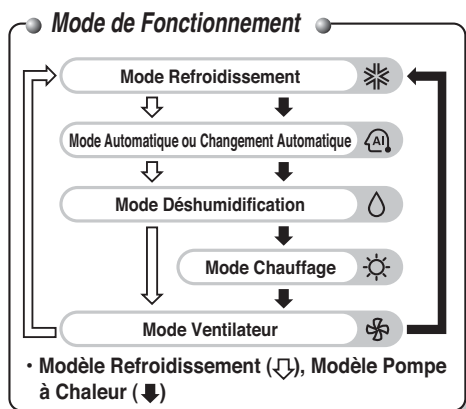 Mode de Fonctionnement
Mode Refroidissement
Mode Automatique ou Changement Automatique
AI
Mode Déshumidification
Mode Chauffage
Mode Ventilateur
• Modèle Refroidissement (⇩), Modèle Pompe
à Chaleur (⬇)